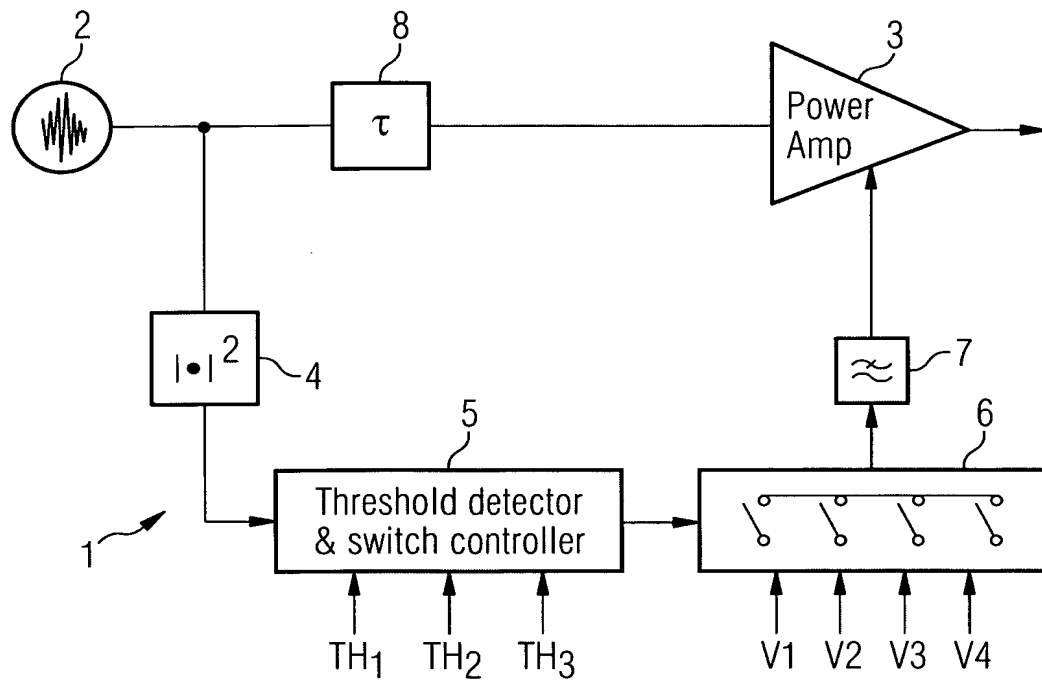 2
8
3
τ
Power
Amp
|•|²
4
7
5
6
Threshold detector
& switch controller
1
TH₁ TH₂ TH₃
V1 V2 V3 V4